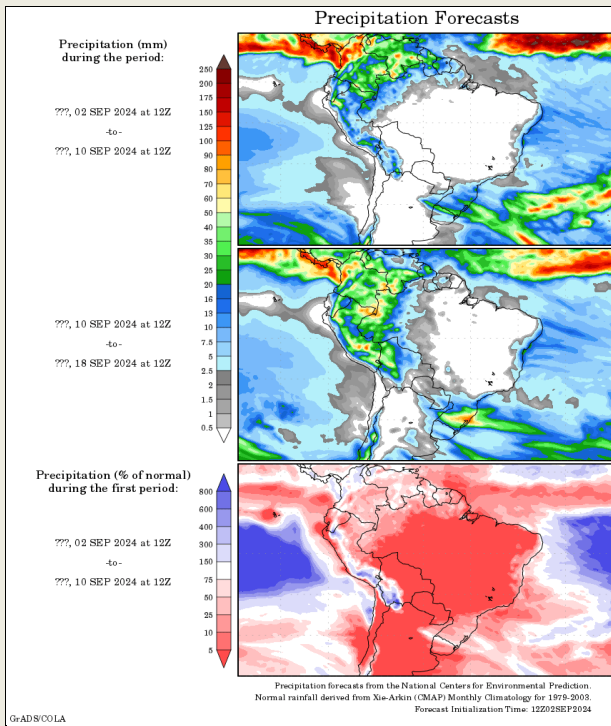 Precipitation Forecasts
Precipitation (mm)
during the period:
???, 02 SEP 2024 at 12Z
-to-
???, 10 SEP 2024 at 12Z
250
200
175
150
125
100
90
80
70
60
50
40
35
30
25
20
16
13
10
7.5
5
2.5
2
1.5
1
0.5
???, 10 SEP 2024 at 12Z
-to-
???, 18 SEP 2024 at 12Z
Precipitation (% of normal)
during the first period:
???, 02 SEP 2024 at 12Z
-to-
???, 10 SEP 2024 at 12Z
800
600
400
300
150
75
50
25
10
5
Precipitation forecasts from the National Centers for Environmental Prediction.
Normal rainfall derived from Xie-Arkin (CMAP) Monthly Climatology for 1979-2003.
Forecast Initialization Time: 12Z02SEP2024
GrADS/COLA